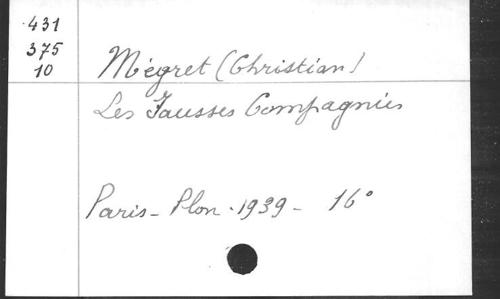 431
375
10
Mégret (Christian)
Les Fausses Compagnies
Paris - Plon - 1939 - 16°